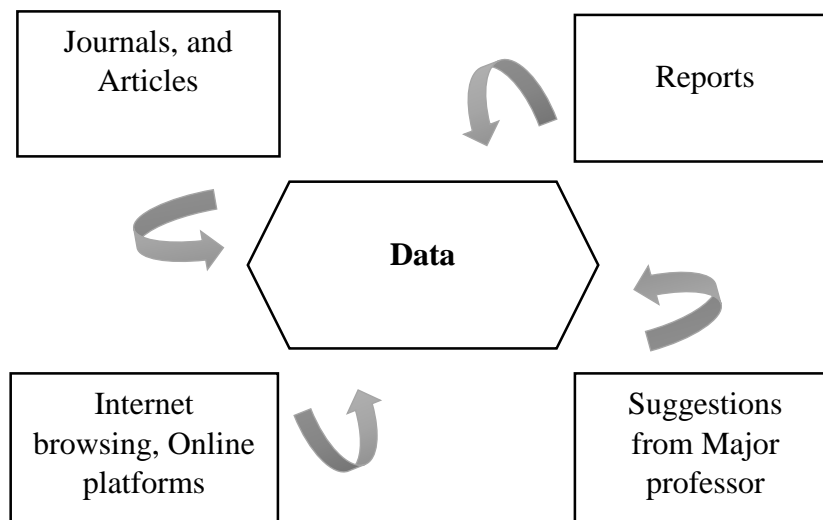 Journals, and
Articles
Reports
Data
Internet
browsing, Online
platforms
Suggestions
from Major
professor